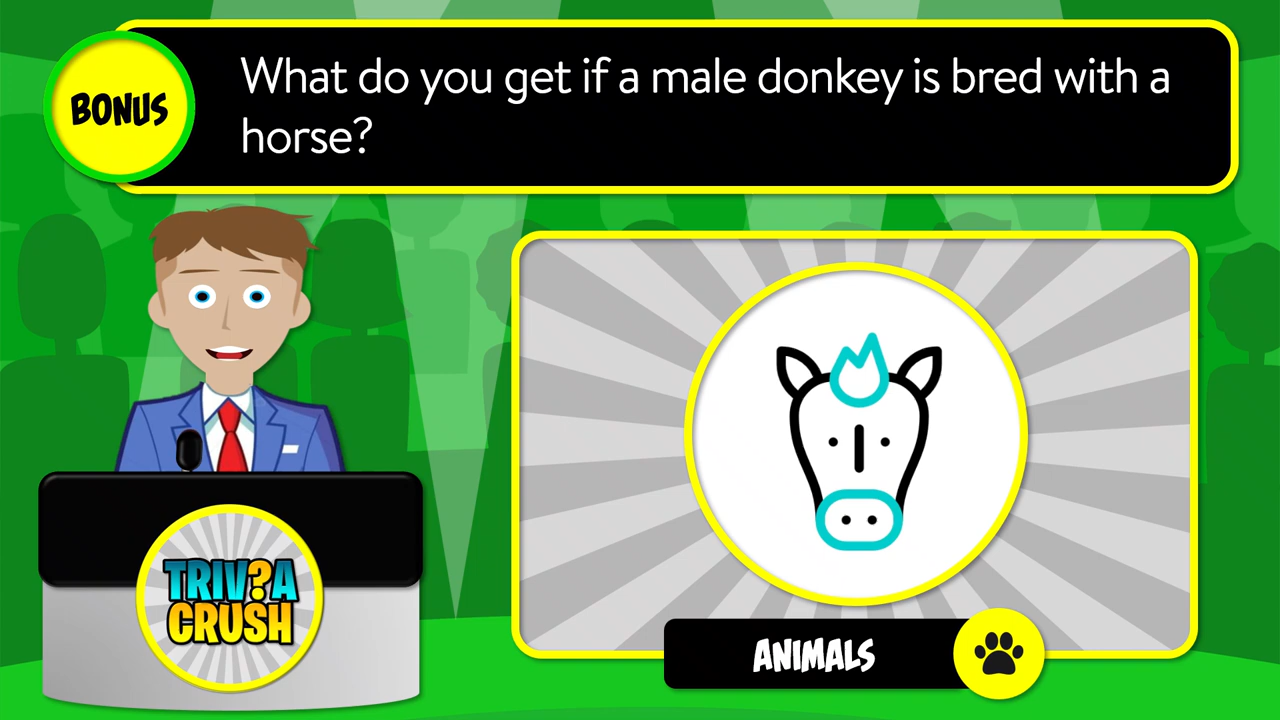 BONUS
What do you get if a male donkey is bred with a
horse?
TRIV?A
CRUSH
ANIMALS